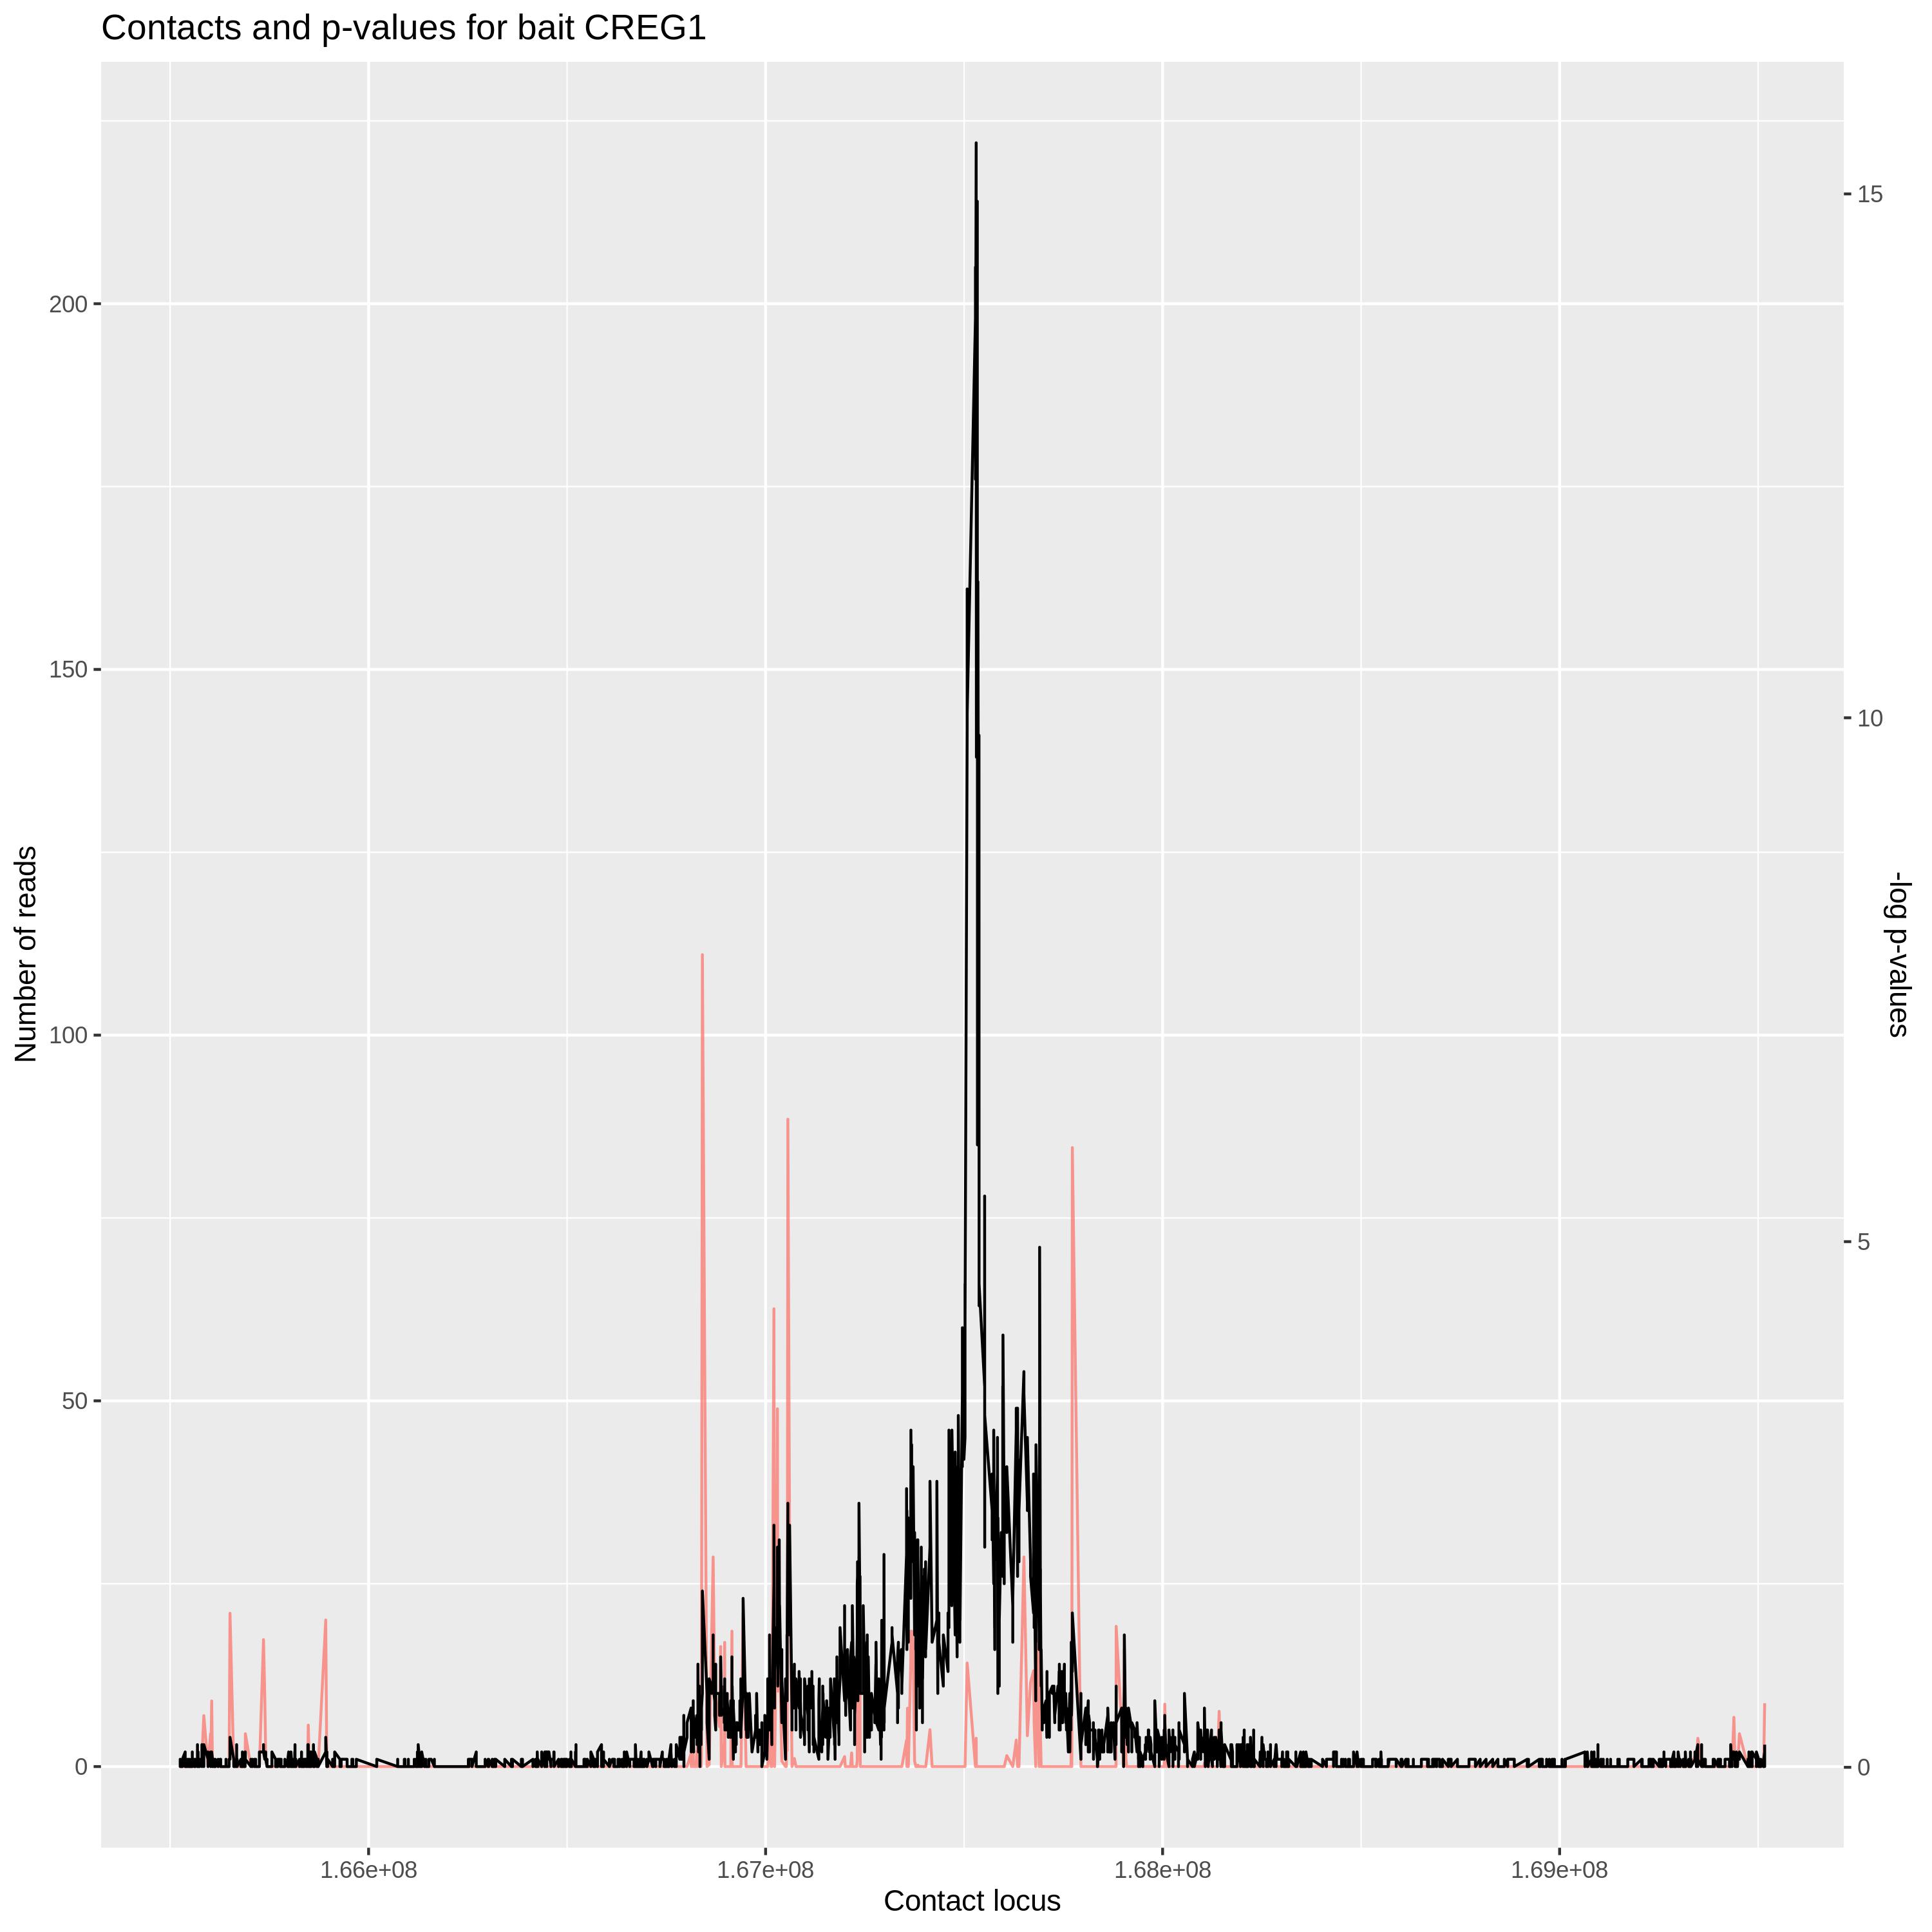 Contacts and p-values for bait CREG1
Number of reads
200
150
100
50
0
15
10
5
0
-log p-values
1.66e+08
1.67e+08
1.68e+08
1.69e+08
Contact locus